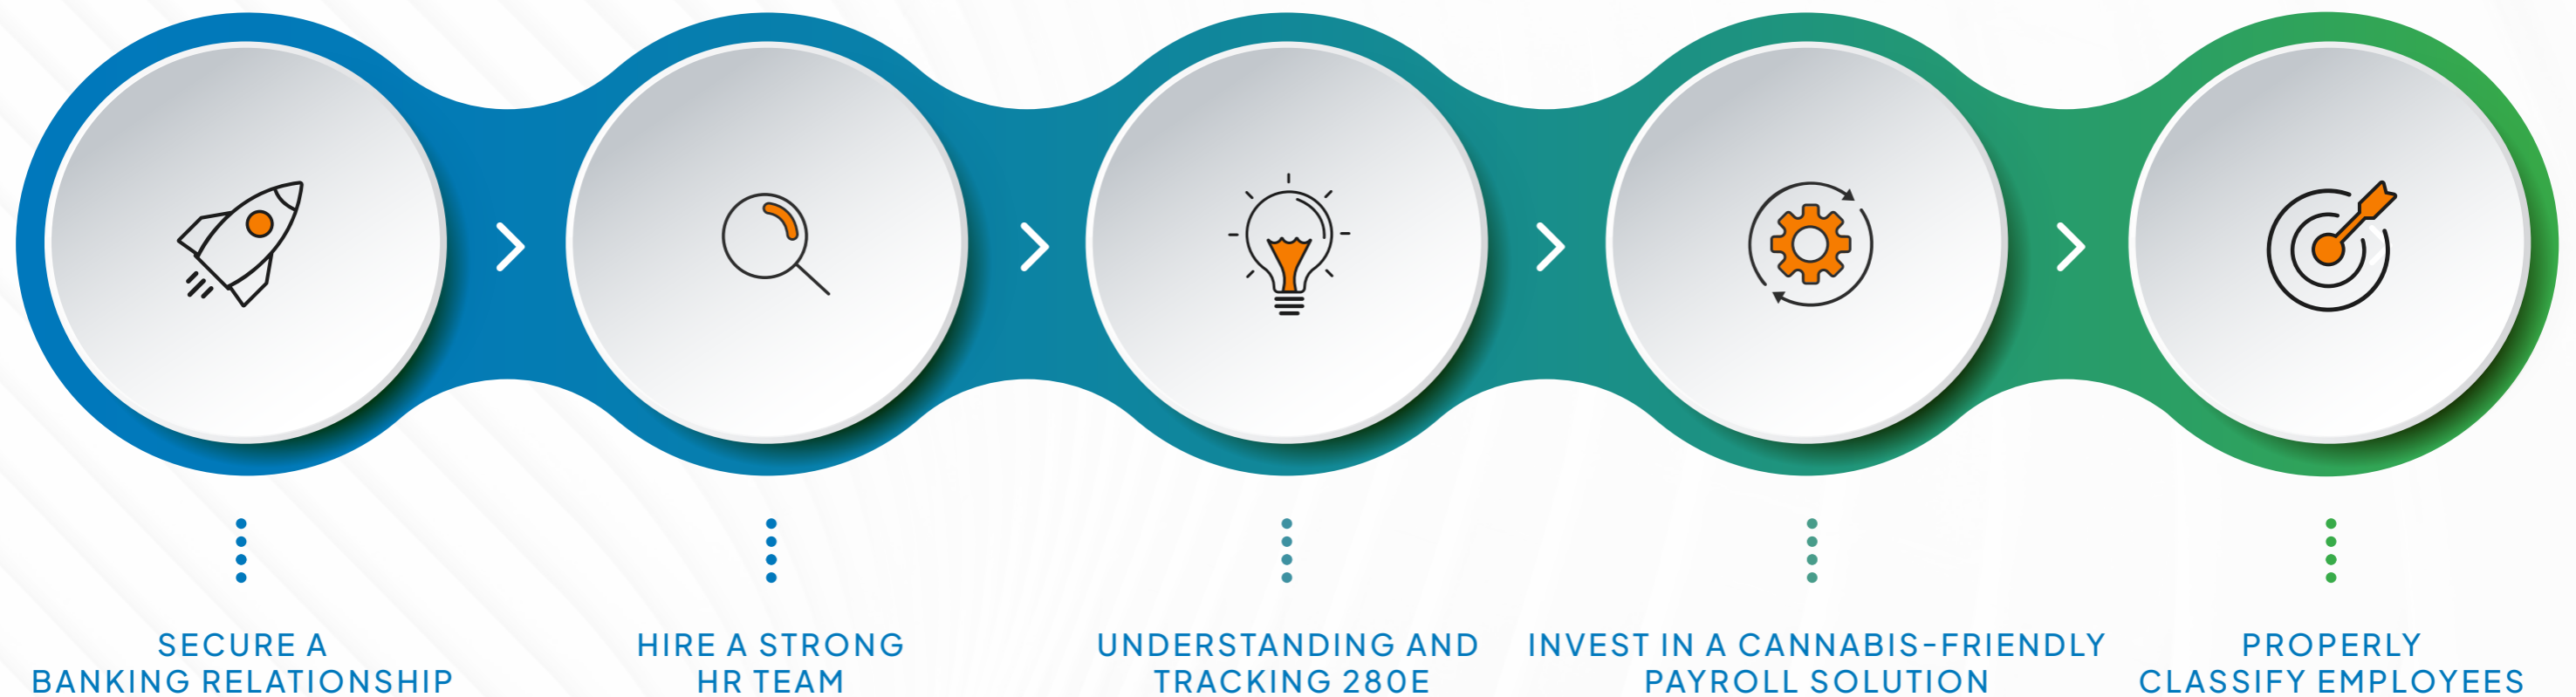 SECURE A
BANKING RELATIONSHIP
HIRE A STRONG
HR TEAM
UNDERSTANDING AND
TRACKING 280E
INVEST IN A CANNABIS-FRIENDLY
PAYROLL SOLUTION
PROPERLY
CLASSIFY EMPLOYEES